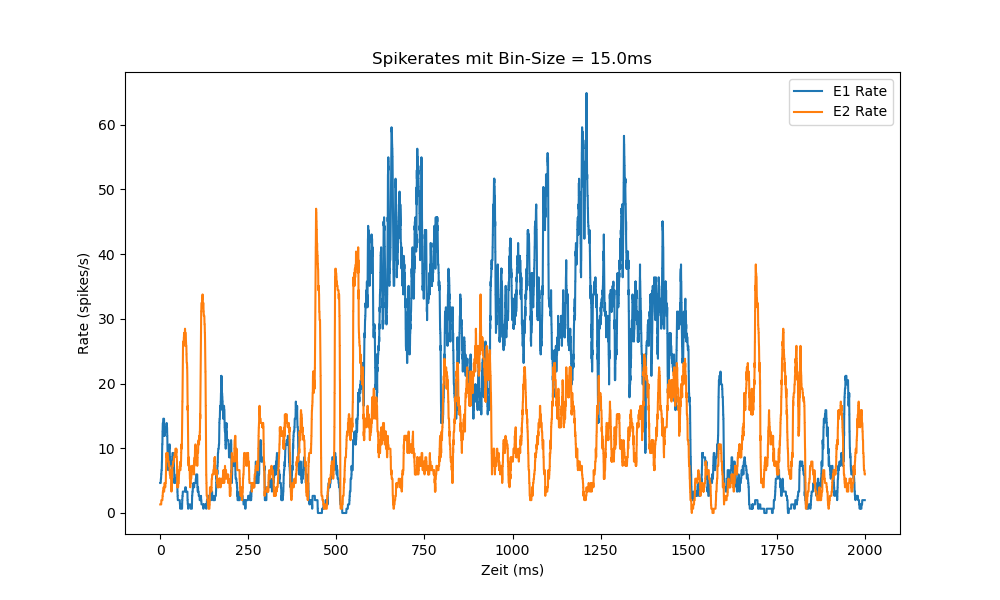 Spikerates mit Bin-Size = 15.0ms
E1 Rate
E2 Rate
60
50
40
30
20
10
0
Rate (spikes/s)
0 250 500 750 1000 1250 1500 1750 2000
Zeit (ms)